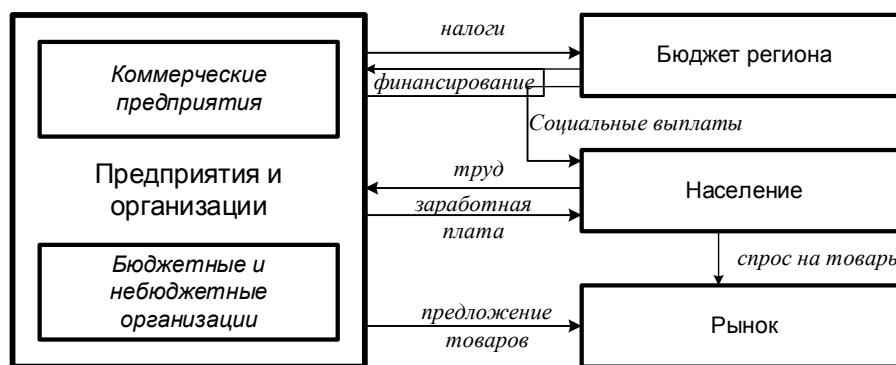 налоги
Бюджет региона
Коммерческие
предприятия
финансирование
Социальные выплаты
Предприятия и
организации
труд
Население
заработная
плата
Бюджетные и
небюджетные
организации
спрос на товары
предложение
товаров
Рынок